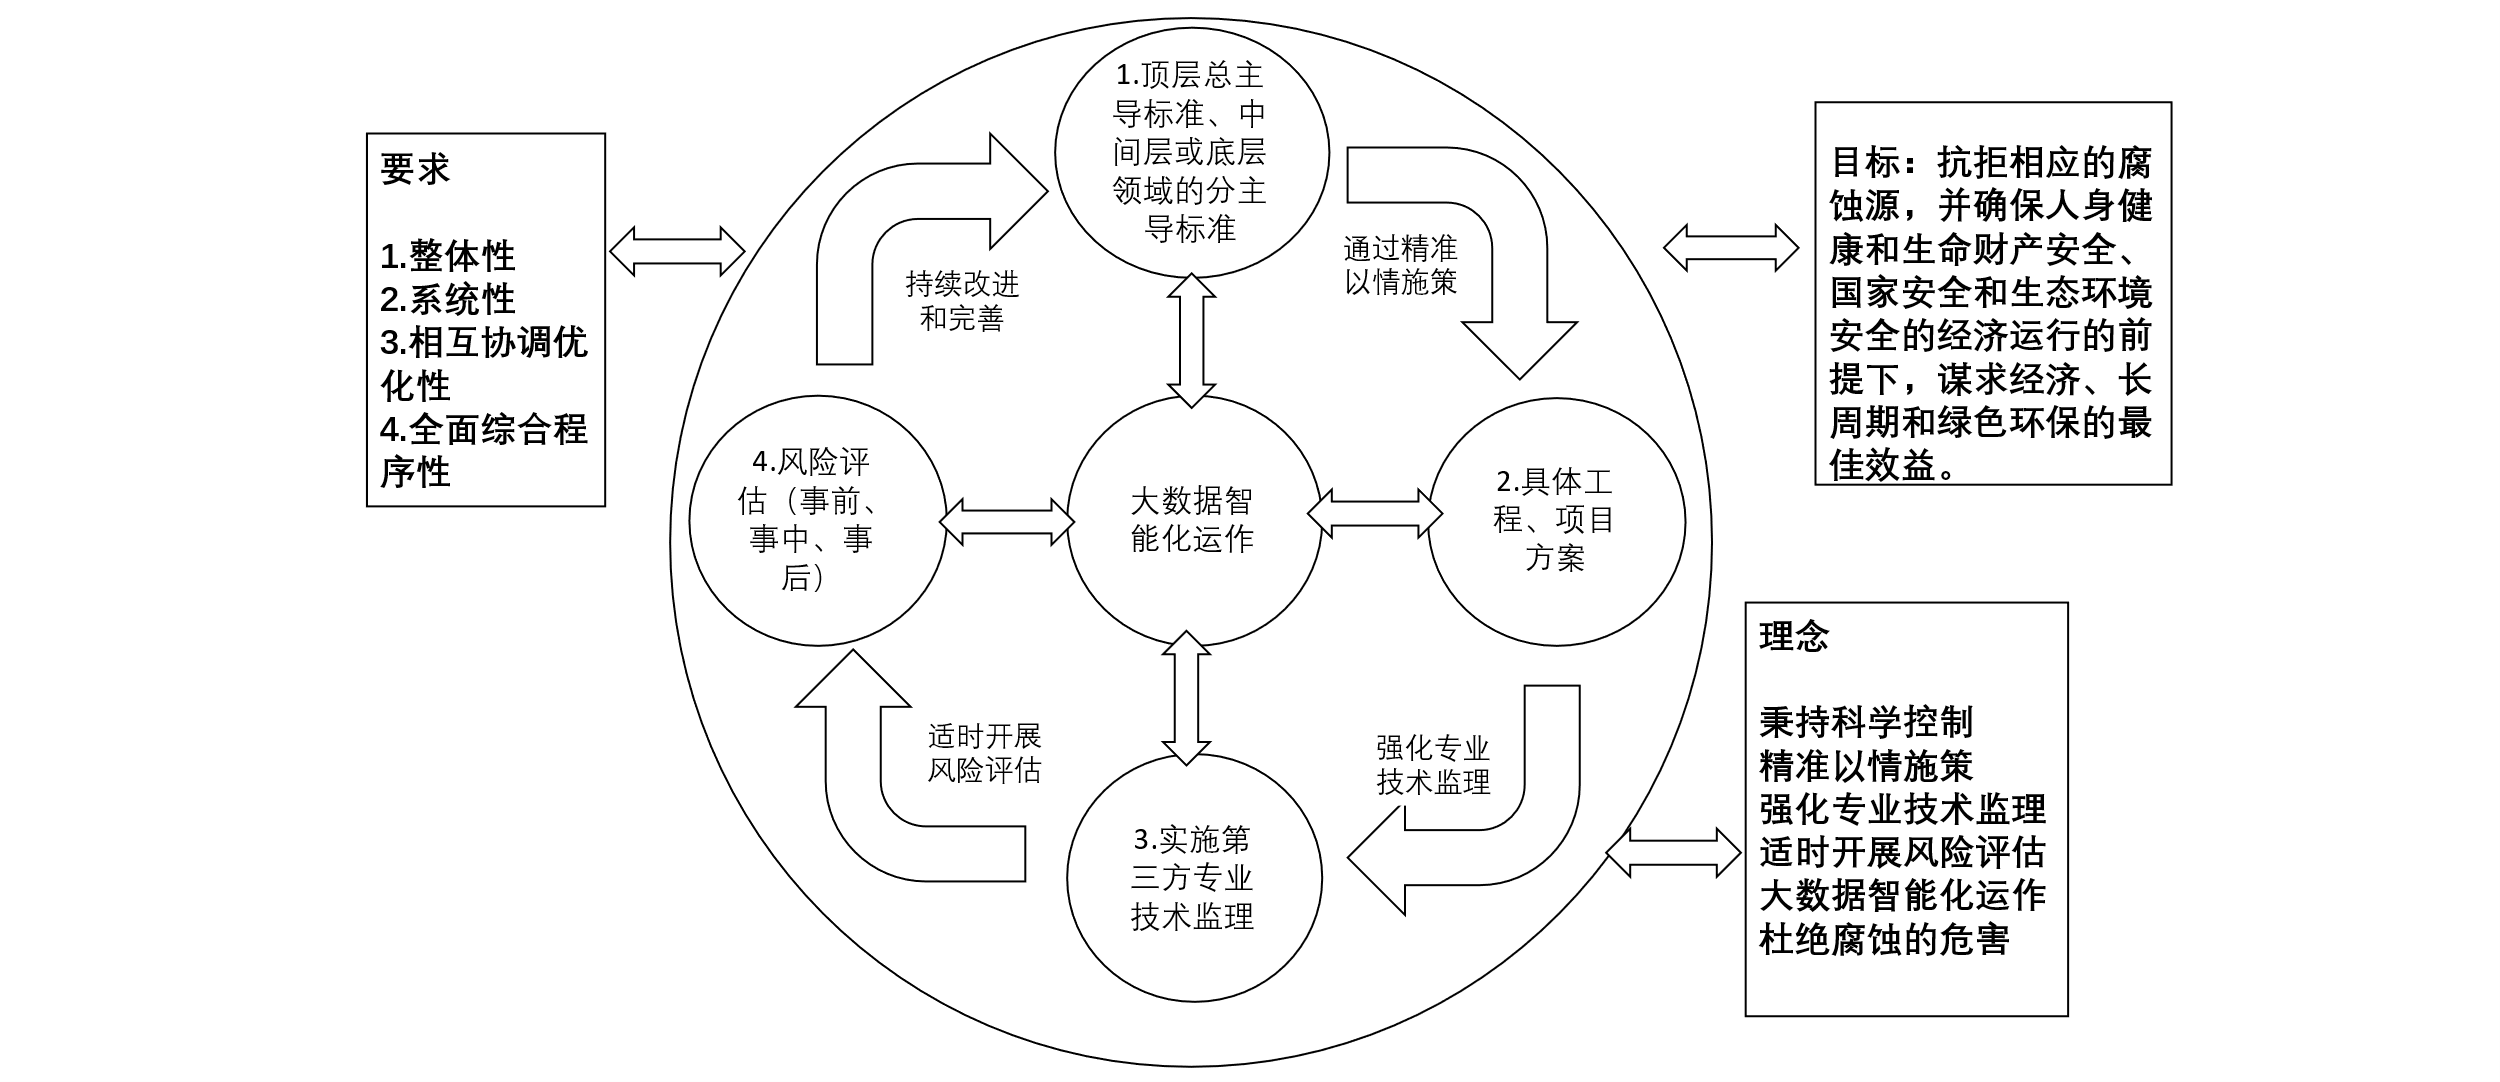 要求
1.整体性
2.系统性
3.相互协调优
化性
4.全面综合程
序性
1.顶层总主
导标准、中
间层或底层
领域的分主
导标准
持续改进
和完善
通过精准
以情施策
4.风险评
估（事前、
事中、事
后）
大数据智
能化运作
2.具体工
程、项目
方案
适时开展
风险评估
强化专业
技术监理
3.实施第
三方专业
技术监理
目标：抗拒相应的腐
蚀源，并确保人身健
康和生命财产安全、
国家安全和生态环境
安全的经济运行的前
提下，谋求经济、长
周期和绿色环保的最
佳效益。
理念
秉持科学控制
精准以情施策
强化专业技术监理
适时开展风险评估
大数据智能化运作
杜绝腐蚀的危害